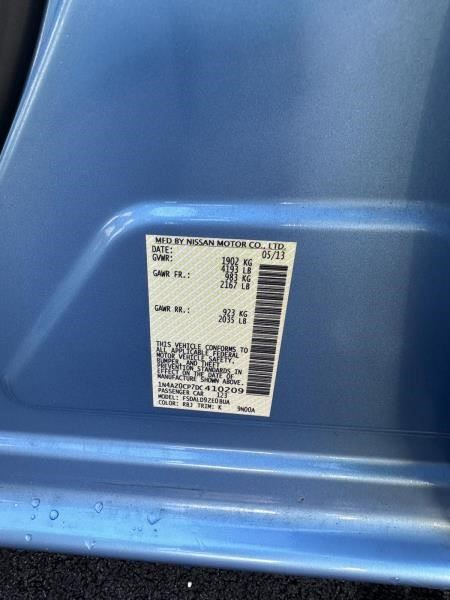 MFD BY NISSAN MOTOR CO., LTD.
DATE: 05/13
GVWR: 1902 KG
4193 LB
GAWR FR.: 983 KG
2167 LB
GAWR RR.: 923 KG
2035 LB
THIS VEHICLE CONFORMS TO
ALL APPLICABLE FEDERAL
MOTOR VEHICLE SAFETY,
BUMPER, AND THEFT
PREVENTION STANDARDS IN
EFFECT ON THE DATE OF
MANUFACTURE SHOWN ABOVE.
1N4AZ0CP7DC410209
PASSENGER CAR 123
MODEL: FSDALD9ZE0BUA
COLOR: RBJ TRIM: K 3N00A